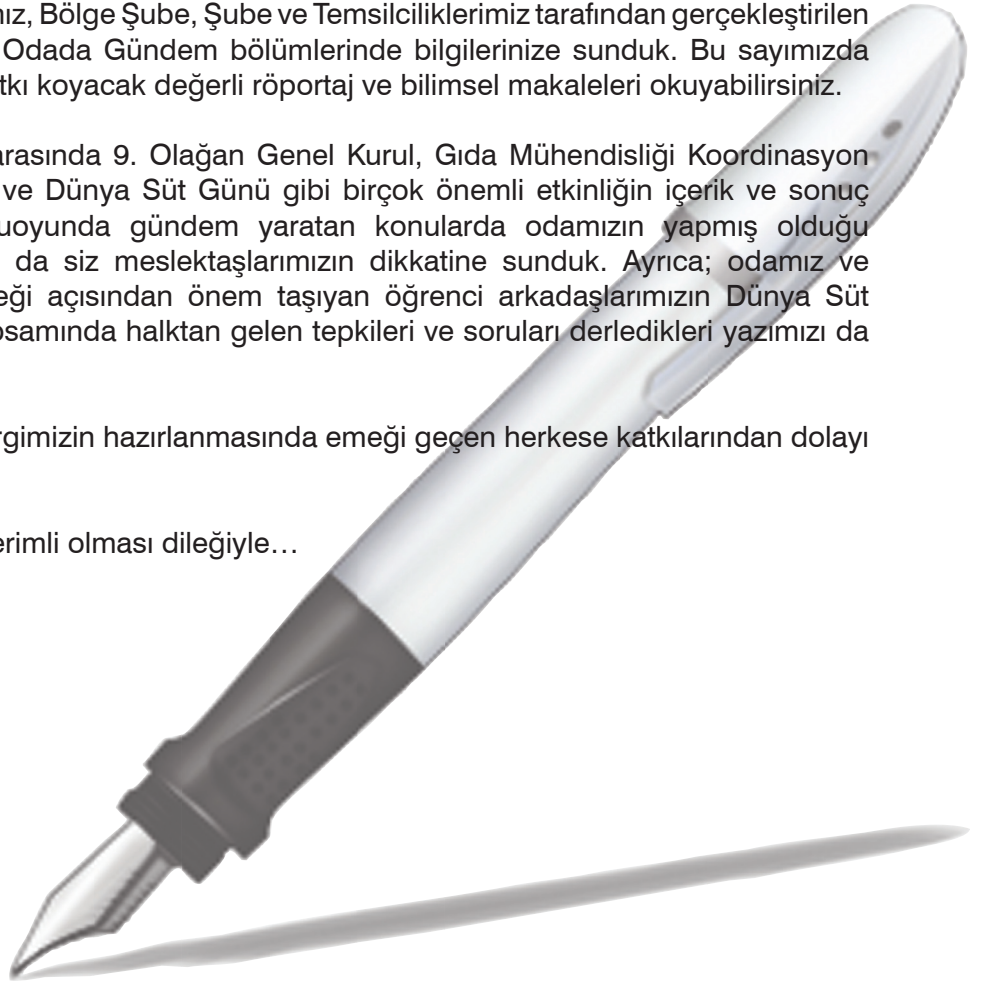 nız, Bölge Şube, Şube ve Temsilciliklerimiz tarafından gerçekleştirilen
Odada Gündem bölümlerinde bilgilerinize sunduk. Bu sayımızda
tkı koyacak değerli röportaj ve bilimsel makaleleri okuyabilirsiniz.
arasında 9. Olağan Genel Kurul, Gıda Mühendisliği Koordinasyon
ve Dünya Süt Günü gibi birçok önemli etkinliğin içerik ve sonuç
uoyunda gündem yaratan konularda odamızın yapmış olduğu
da siz meslektaşlarımızın dikkatine sunduk. Ayrıca; odamız ve
eği açısından önem taşıyan öğrenci arkadaşlarımızın Dünya Süt
psamında halktan gelen tepkileri ve soruları derledikleri yazımızı da
rgimizin hazırlanmasında emeği geçen herkese katkılarından dolayı
erimli olması dileğiyle…